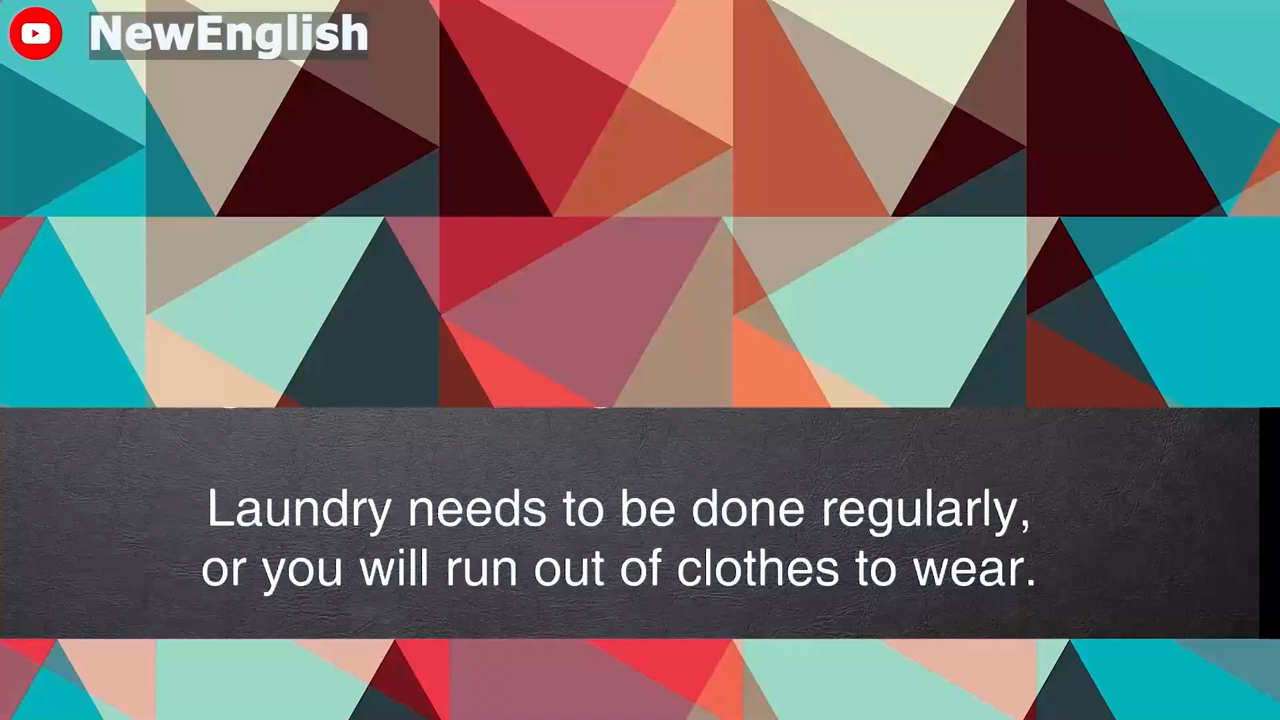 NewEnglish
Laundry needs to be done regularly,
or you will run out of clothes to wear.